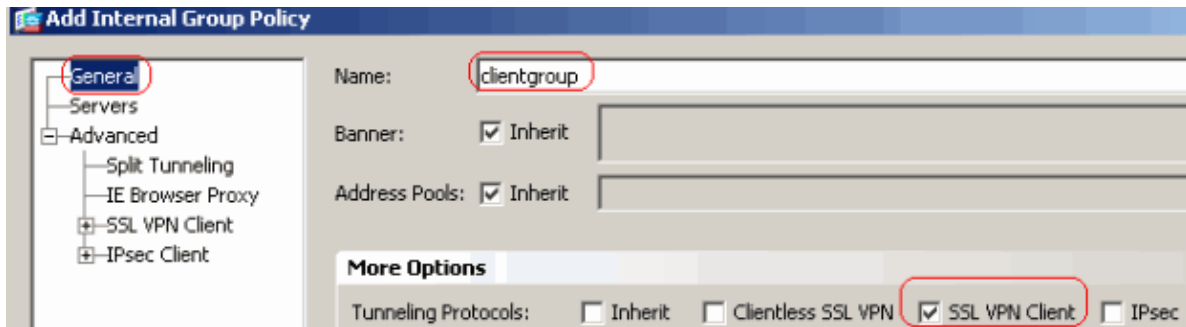 Add Internal Group Policy
General
Servers
Advanced
Split Tunneling
IE Browser Proxy
SSL VPN Client
IPsec Client
Name: clientgroup
Banner: Inherit
Address Pools: Inherit
More Options
Tunneling Protocols: Inherit Clientless SSL VPN SSL VPN Client IPsec